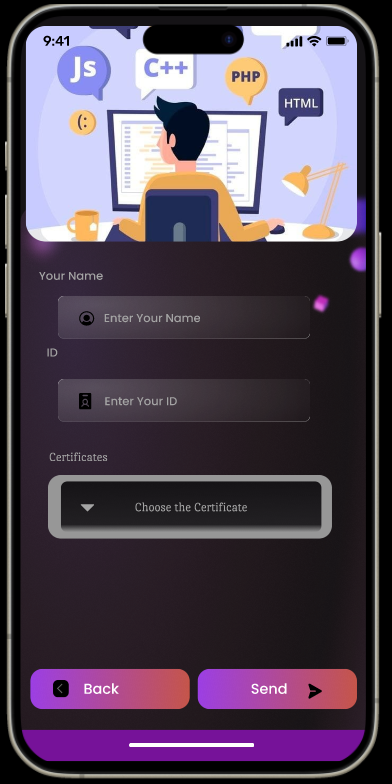 9:41
Js
C++
PHP
HTML
(:
Your Name
Enter Your Name
ID
Enter Your ID
Certificates
Choose the Certificate
Back
Send